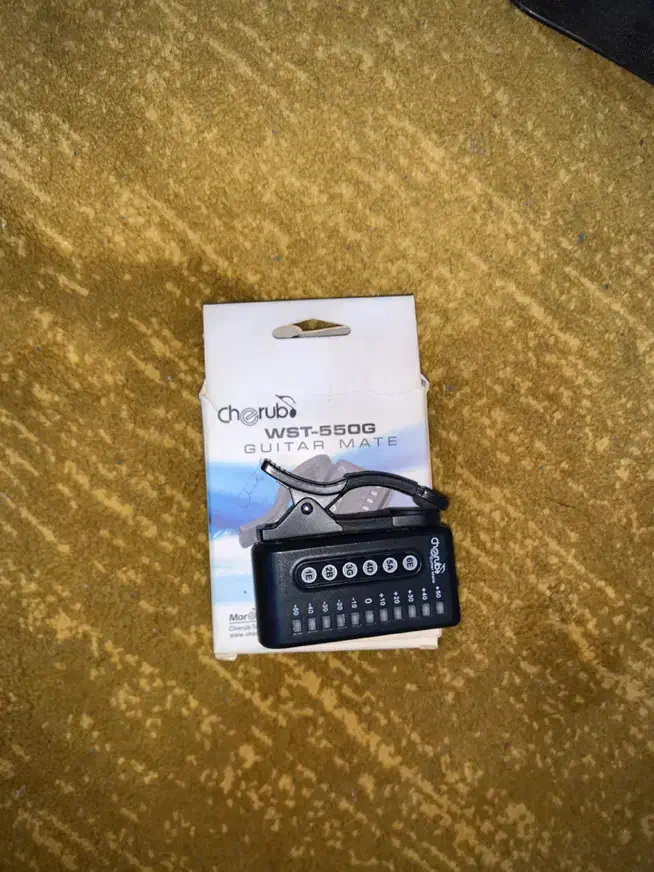 cherub
WST-550G
GUITAR MATE
cherub
1E 2B 3G 4D 5A 6E
-50 -40 -30 -20 -10 0 +10 +20 +30 +40 +50